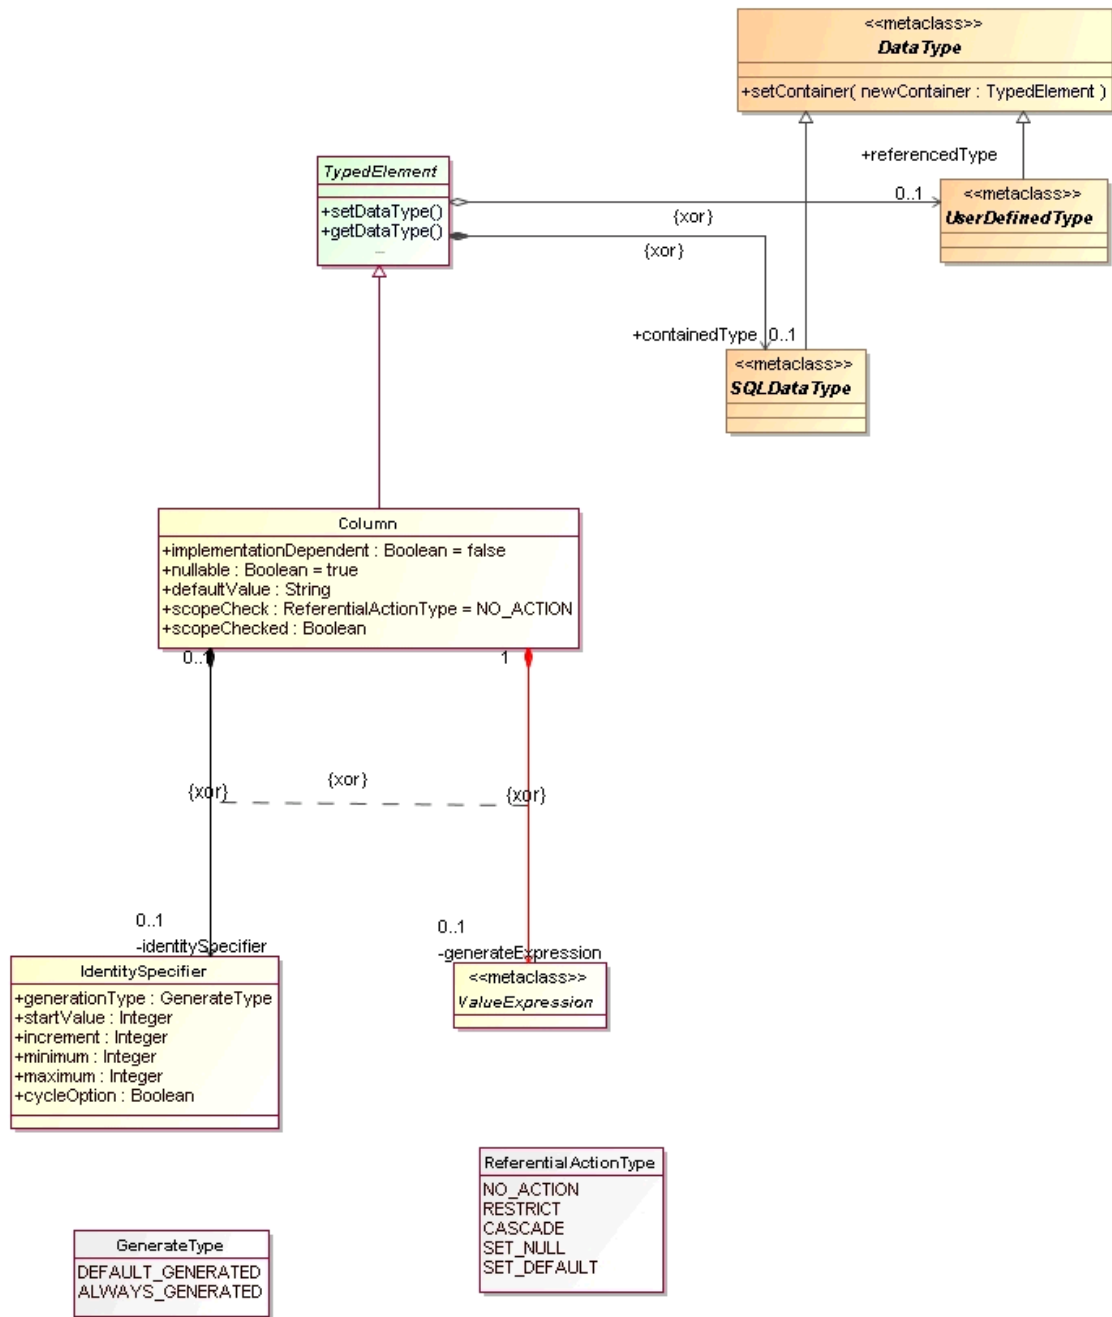 <<metaclass>>
DataType
+setContainer( newContainer : TypedElement )
+referencedType
0..1
<<metaclass>>
UserDefinedType
TypedElement
+setDataType()
+getDataType()
{xor}
{xor}
+containedType
0..1
<<metaclass>>
SQLDataType
Column
+implementationDependent : Boolean = false
+nullable : Boolean = true
+defaultValue : String
+scopeCheck : ReferentialActionType = NO_ACTION
+scopeChecked : Boolean
0..1
1
{xor}
{xor}
{xor}
0..1
-identitySpecifier
0..1
-generateExpression
IdentitySpecifier
+generationType : GenerateType
+startValue : Integer
+increment : Integer
+minimum : Integer
+maximum : Integer
+cycleOption : Boolean
<<metaclass>>
ValueExpression
ReferentialActionType
NO_ACTION
RESTRICT
CASCADE
SET_NULL
SET_DEFAULT
GenerateType
DEFAULT_GENERATED
ALWAYS_GENERATED